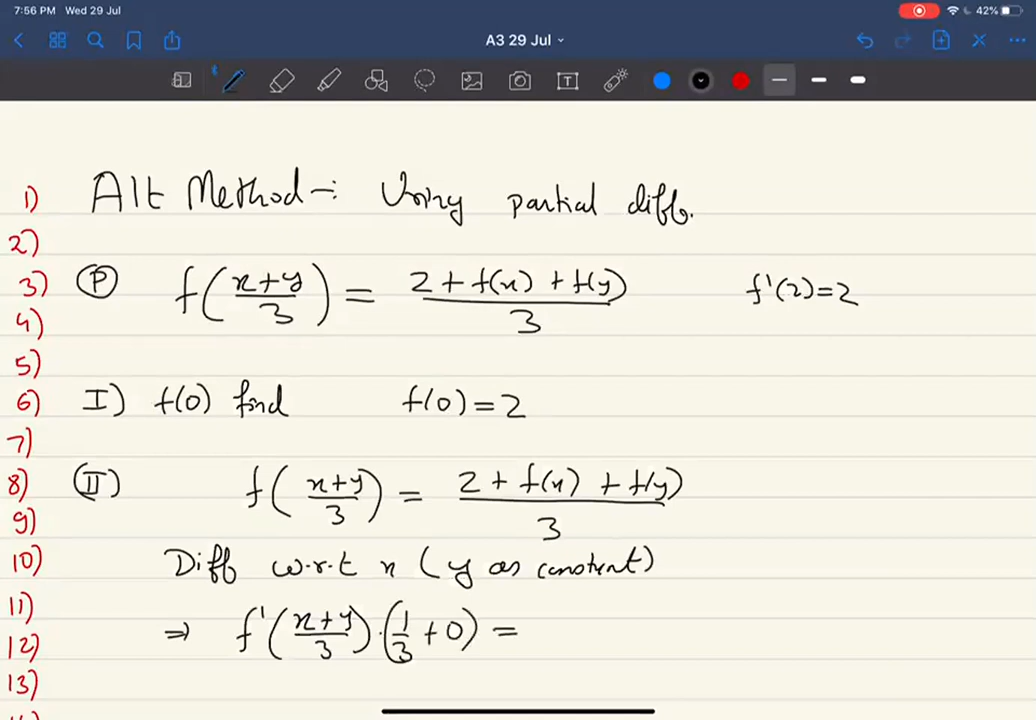 7:56 PM Wed 29 Jul 42%
A3 29 Jul
T
1) Alt Method:- Using partial diff.
2)
3) (P) f((x+y)/3) = (2 + f(x) + f(y))/3 f'(2)=2
4)
5)
6) I) f(0) find f(0) = 2
7)
8) (II) f((x+y)/3) = (2 + f(x) + f(y))/3
9)
10) Diff w.r.t x (y as constant)
11)
12) ⇒ f'((x+y)/3)·(1/3 + 0) =
13)